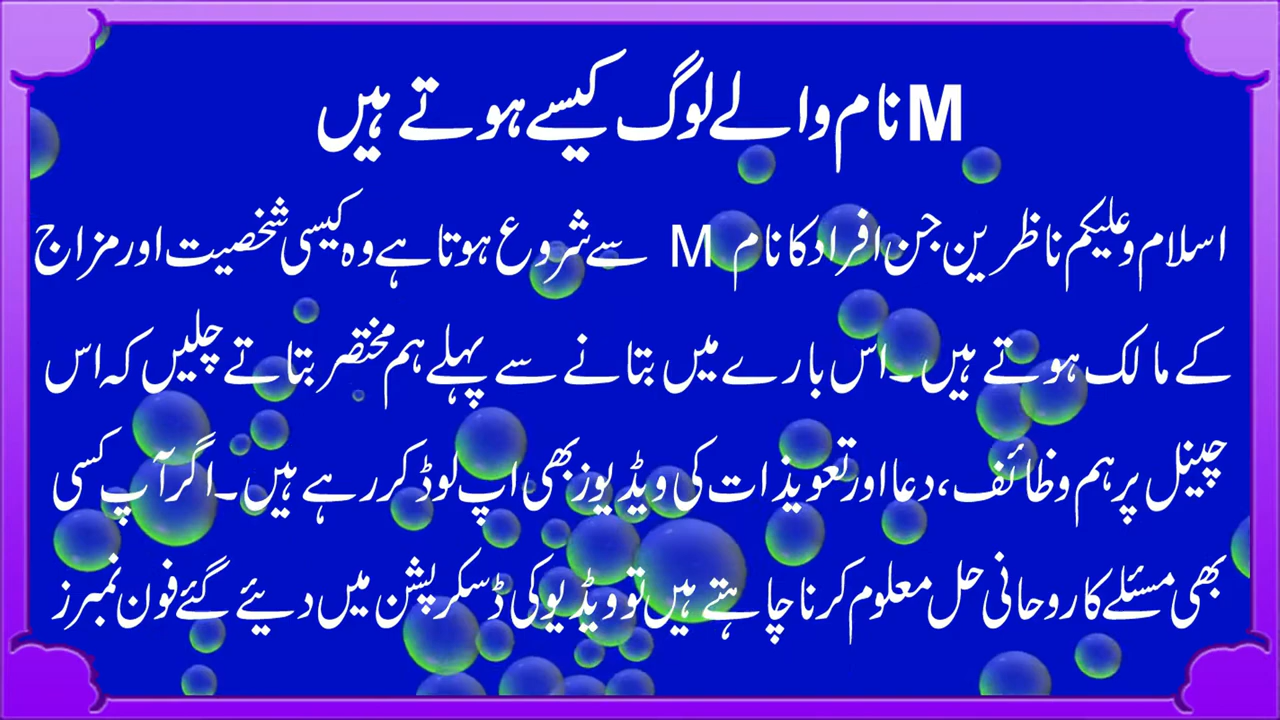 M نام والے لوگ کیسے ہوتے ہیں
اسلام وعلیکم ناظرین جن افراد کا نام M سے شروع ہوتا ہے وہ کیسی شخصیت اور مزاج
کے مالک ہوتے ہیں۔ اس بارے میں بتانے سے پہلے ہم مختصر بتاتے چلیں کہ اس
چینل پر ہم وظائف، دعا اور تعویذات کی ویڈیوز بھی اپ لوڈ کر رہے ہیں۔ اگر آپ کسی
بھی مسئلے کا روحانی حل معلوم کرنا چاہتے ہیں تو ویڈیو کی ڈسکرپشن میں دیئے گئے فون نمبرز